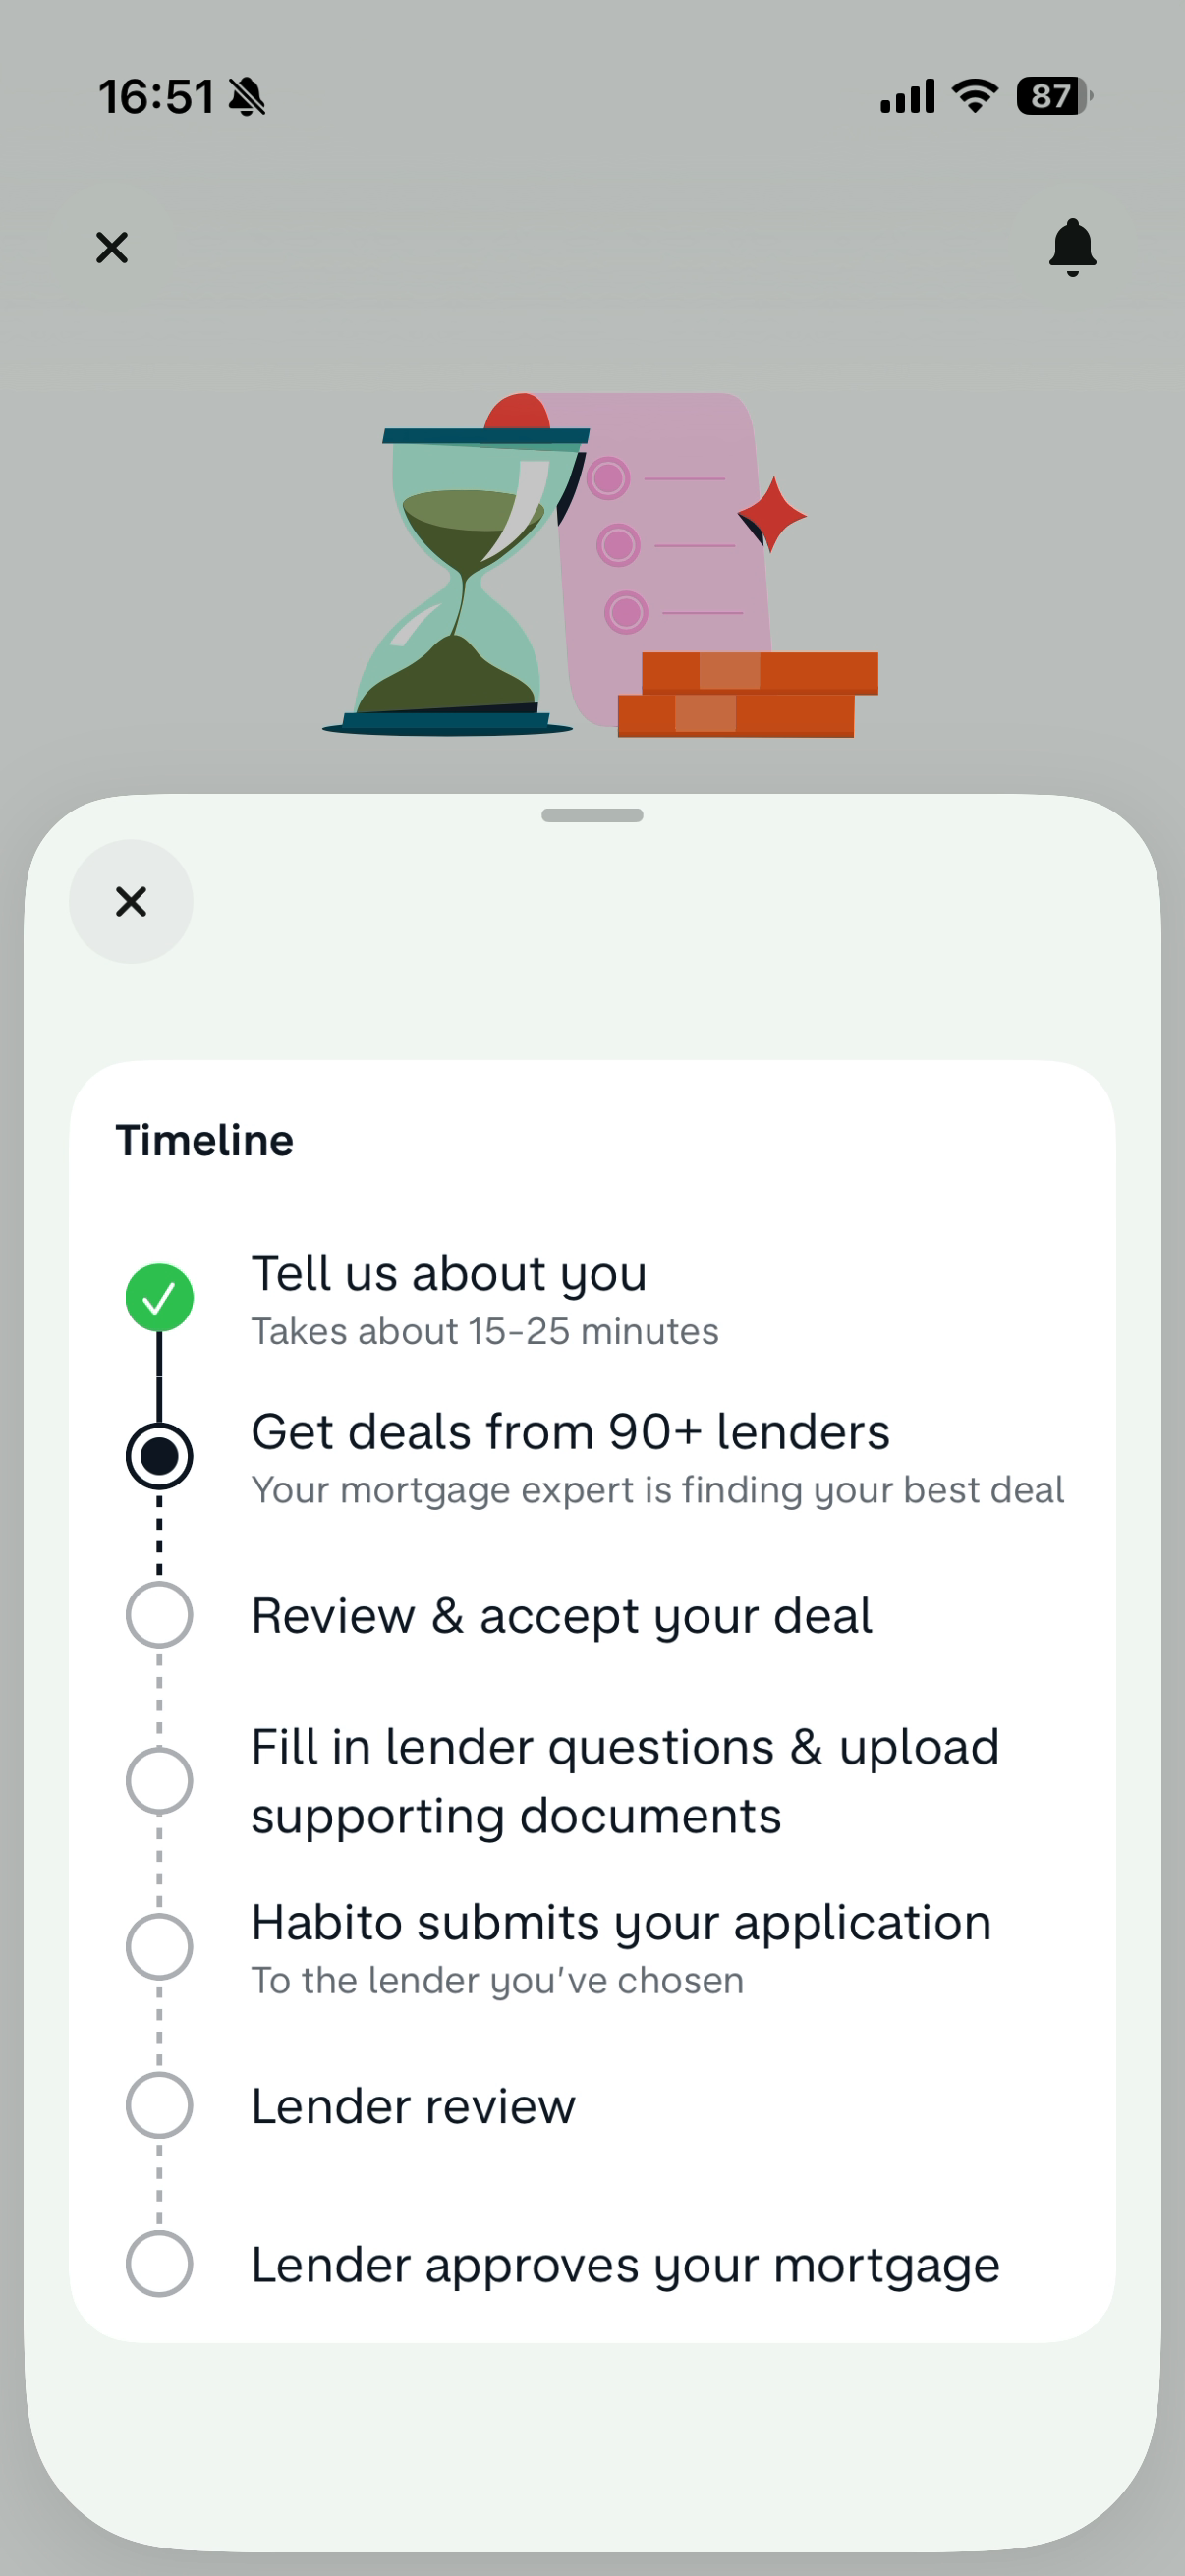 16:51
87
Timeline
Tell us about you
Takes about 15-25 minutes
Get deals from 90+ lenders
Your mortgage expert is finding your best deal
Review & accept your deal
Fill in lender questions & upload
supporting documents
Habito submits your application
To the lender you’ve chosen
Lender review
Lender approves your mortgage